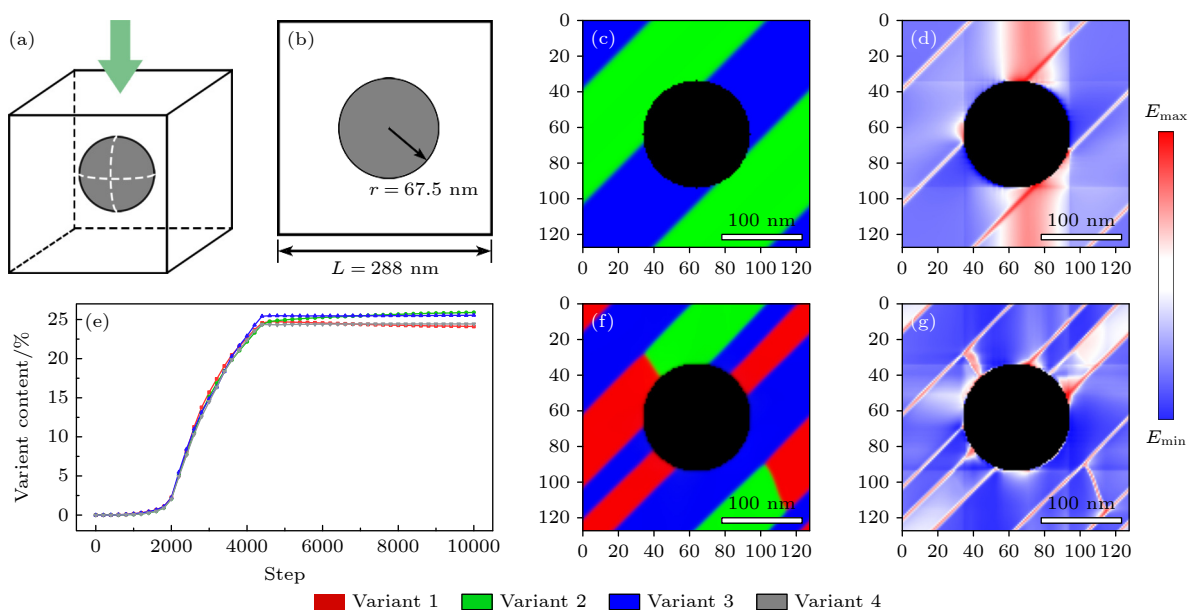 (a)
(b)
r = 67.5 nm
L = 288 nm
(c)
0
20
40
60
80
100
120
100 nm
0 20 40 60 80 100 120
(d)
0
20
40
60
80
100
120
100 nm
0 20 40 60 80 100 120
Emax
Emin
(e)
Varient content/%
25
20
15
10
5
0
0 2000 4000 6000 8000 10000
Step
(f)
0
20
40
60
80
100
120
100 nm
0 20 40 60 80 100 120
(g)
0
20
40
60
80
100
120
100 nm
0 20 40 60 80 100 120
Variant 1 Variant 2 Variant 3 Variant 4